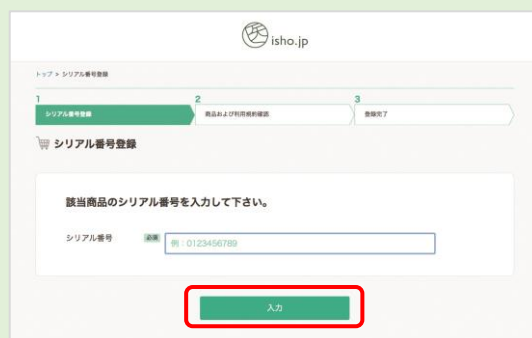 医 isho.jp
トップ > シリアル番号登録
1 2 3
シリアル番号登録 商品および利用規約確認 登録完了
シリアル番号登録
該当商品のシリアル番号を入力して下さい。
シリアル番号 必須 例：0123456789
入力